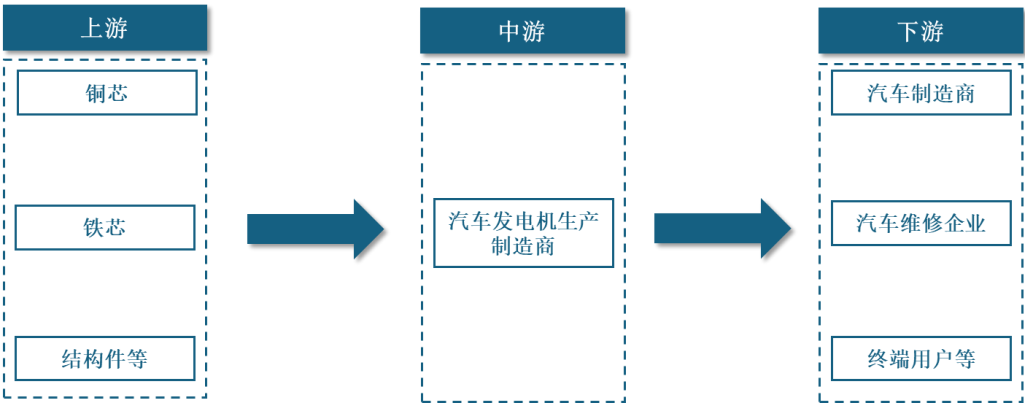 上游
铜芯
铁芯
结构件等
中游
汽车发电机生产
制造商
下游
汽车制造商
汽车维修企业
终端用户等